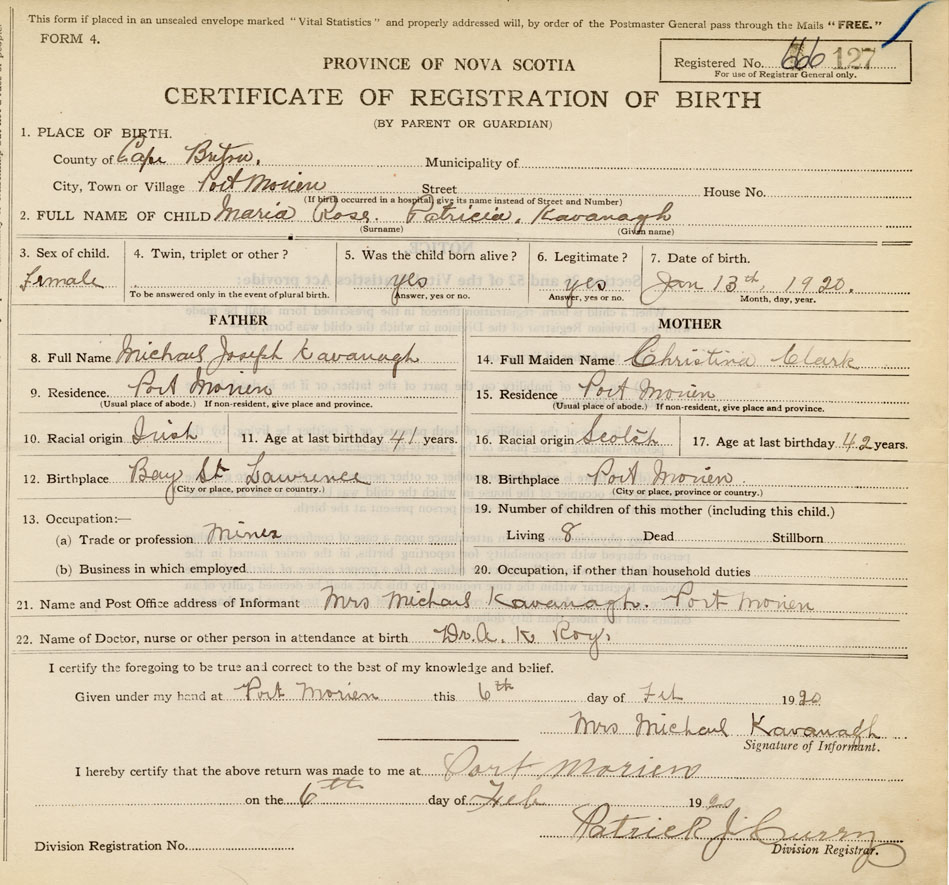 This form if placed in an unsealed envelope marked "Vital Statistics" and properly addressed will, by order of the Postmaster General pass through the Mails "FREE."
FORM 4.
Registered No. 127
For use of Registrar General only.
PROVINCE OF NOVA SCOTIA
CERTIFICATE OF REGISTRATION OF BIRTH
(BY PARENT OR GUARDIAN)
1. PLACE OF BIRTH.
County of Cape Breton. Municipality of
City, Town or Village Port Morien Street House No.
(If birth occurred in a hospital, give its name instead of Street and Number)
2. FULL NAME OF CHILD Maria Rose Patricia Kavanagh
(Surname) (Given name)
3. Sex of child. 4. Twin, triplet or other? 5. Was the child born alive? 6. Legitimate? 7. Date of birth.
Female yes yes Jan 13th, 1920.
To be answered only in the event of plural birth. Answer, yes or no. Answer, yes or no. Month, day, year.
FATHER
8. Full Name Michael Joseph Kavanagh
9. Residence. Port Morien
(Usual place of abode.) If non-resident, give place and province.
10. Racial origin Irish 11. Age at last birthday 41 years.
12. Birthplace Bay St Lawrence
(City or place, province or country.)
13. Occupation:—
(a) Trade or profession Miner
(b) Business in which employed
MOTHER
14. Full Maiden Name Christina Clark
15. Residence Port Morien
(Usual place of abode.) If non-resident, give place and province.
16. Racial origin Scotch 17. Age at last birthday 42 years.
18. Birthplace Port Morien
(City or place, province or country.)
19. Number of children of this mother (including this child.)
Living 8 Dead Stillborn
20. Occupation, if other than household duties
21. Name and Post Office address of Informant Mrs Michael Kavanagh. Port Morien
22. Name of Doctor, nurse or other person in attendance at birth Dr. A. K. Roy.
I certify the foregoing to be true and correct to the best of my knowledge and belief.
Given under my hand at Port Morien this 6th day of Feb 1920
Mrs Michael Kavanagh
Signature of Informant.
I hereby certify that the above return was made to me at Port Morien
on the 6th day of Feb 1920
Patrick J. Curry
Division Registration No. Division Registrar.